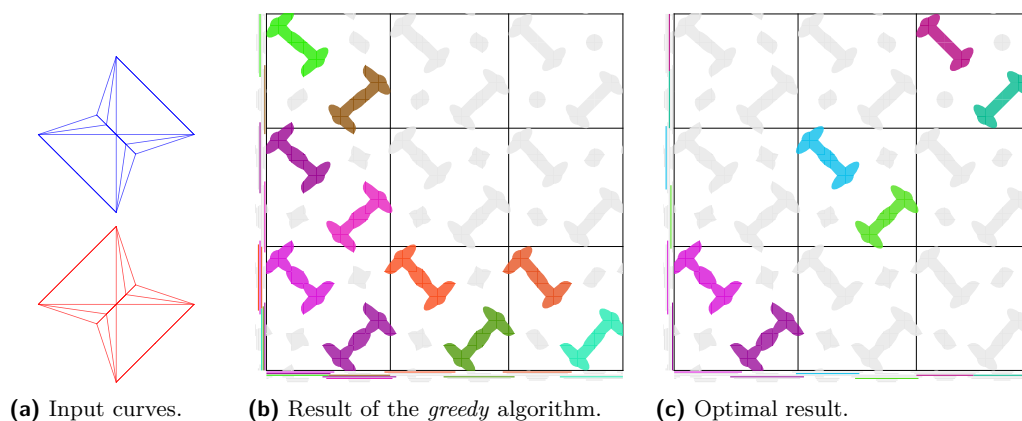 (a) Input curves.
(b) Result of the greedy algorithm.
(c) Optimal result.